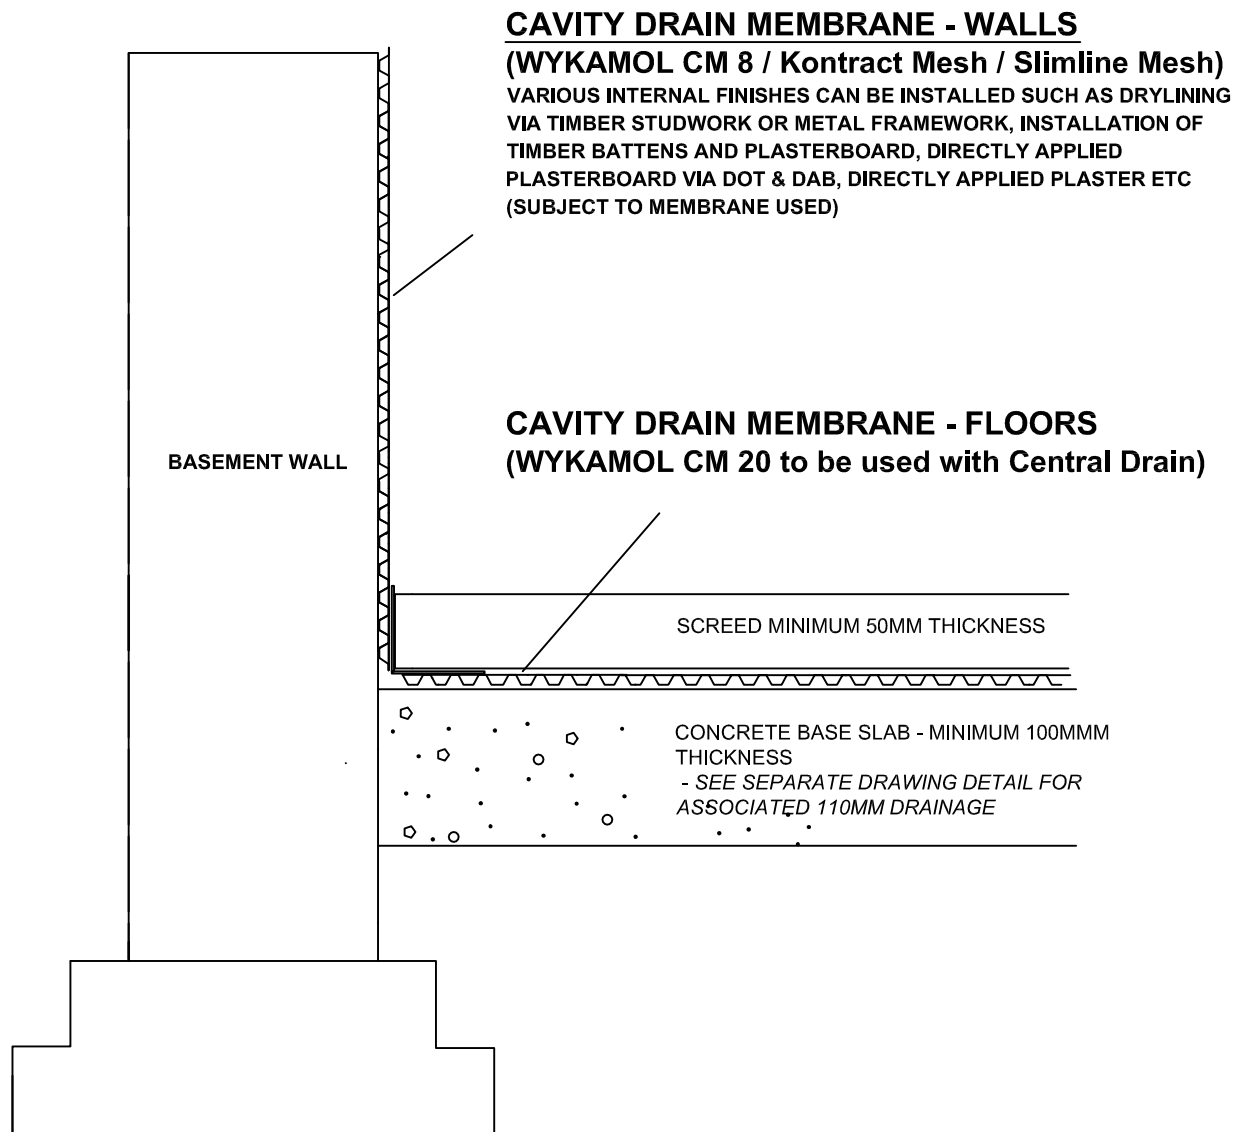 CAVITY DRAIN MEMBRANE - WALLS
(WYKAMOL CM 8 / Kontract Mesh / Slimline Mesh)
VARIOUS INTERNAL FINISHES CAN BE INSTALLED SUCH AS DRYLINING
VIA TIMBER STUDWORK OR METAL FRAMEWORK, INSTALLATION OF
TIMBER BATTENS AND PLASTERBOARD, DIRECTLY APPLIED
PLASTERBOARD VIA DOT & DAB, DIRECTLY APPLIED PLASTER ETC
(SUBJECT TO MEMBRANE USED)
CAVITY DRAIN MEMBRANE - FLOORS
(WYKAMOL CM 20 to be used with Central Drain)
BASEMENT WALL
SCREED MINIMUM 50MM THICKNESS
CONCRETE BASE SLAB - MINIMUM 100MMM
THICKNESS
- SEE SEPARATE DRAWING DETAIL FOR
ASSOCIATED 110MM DRAINAGE